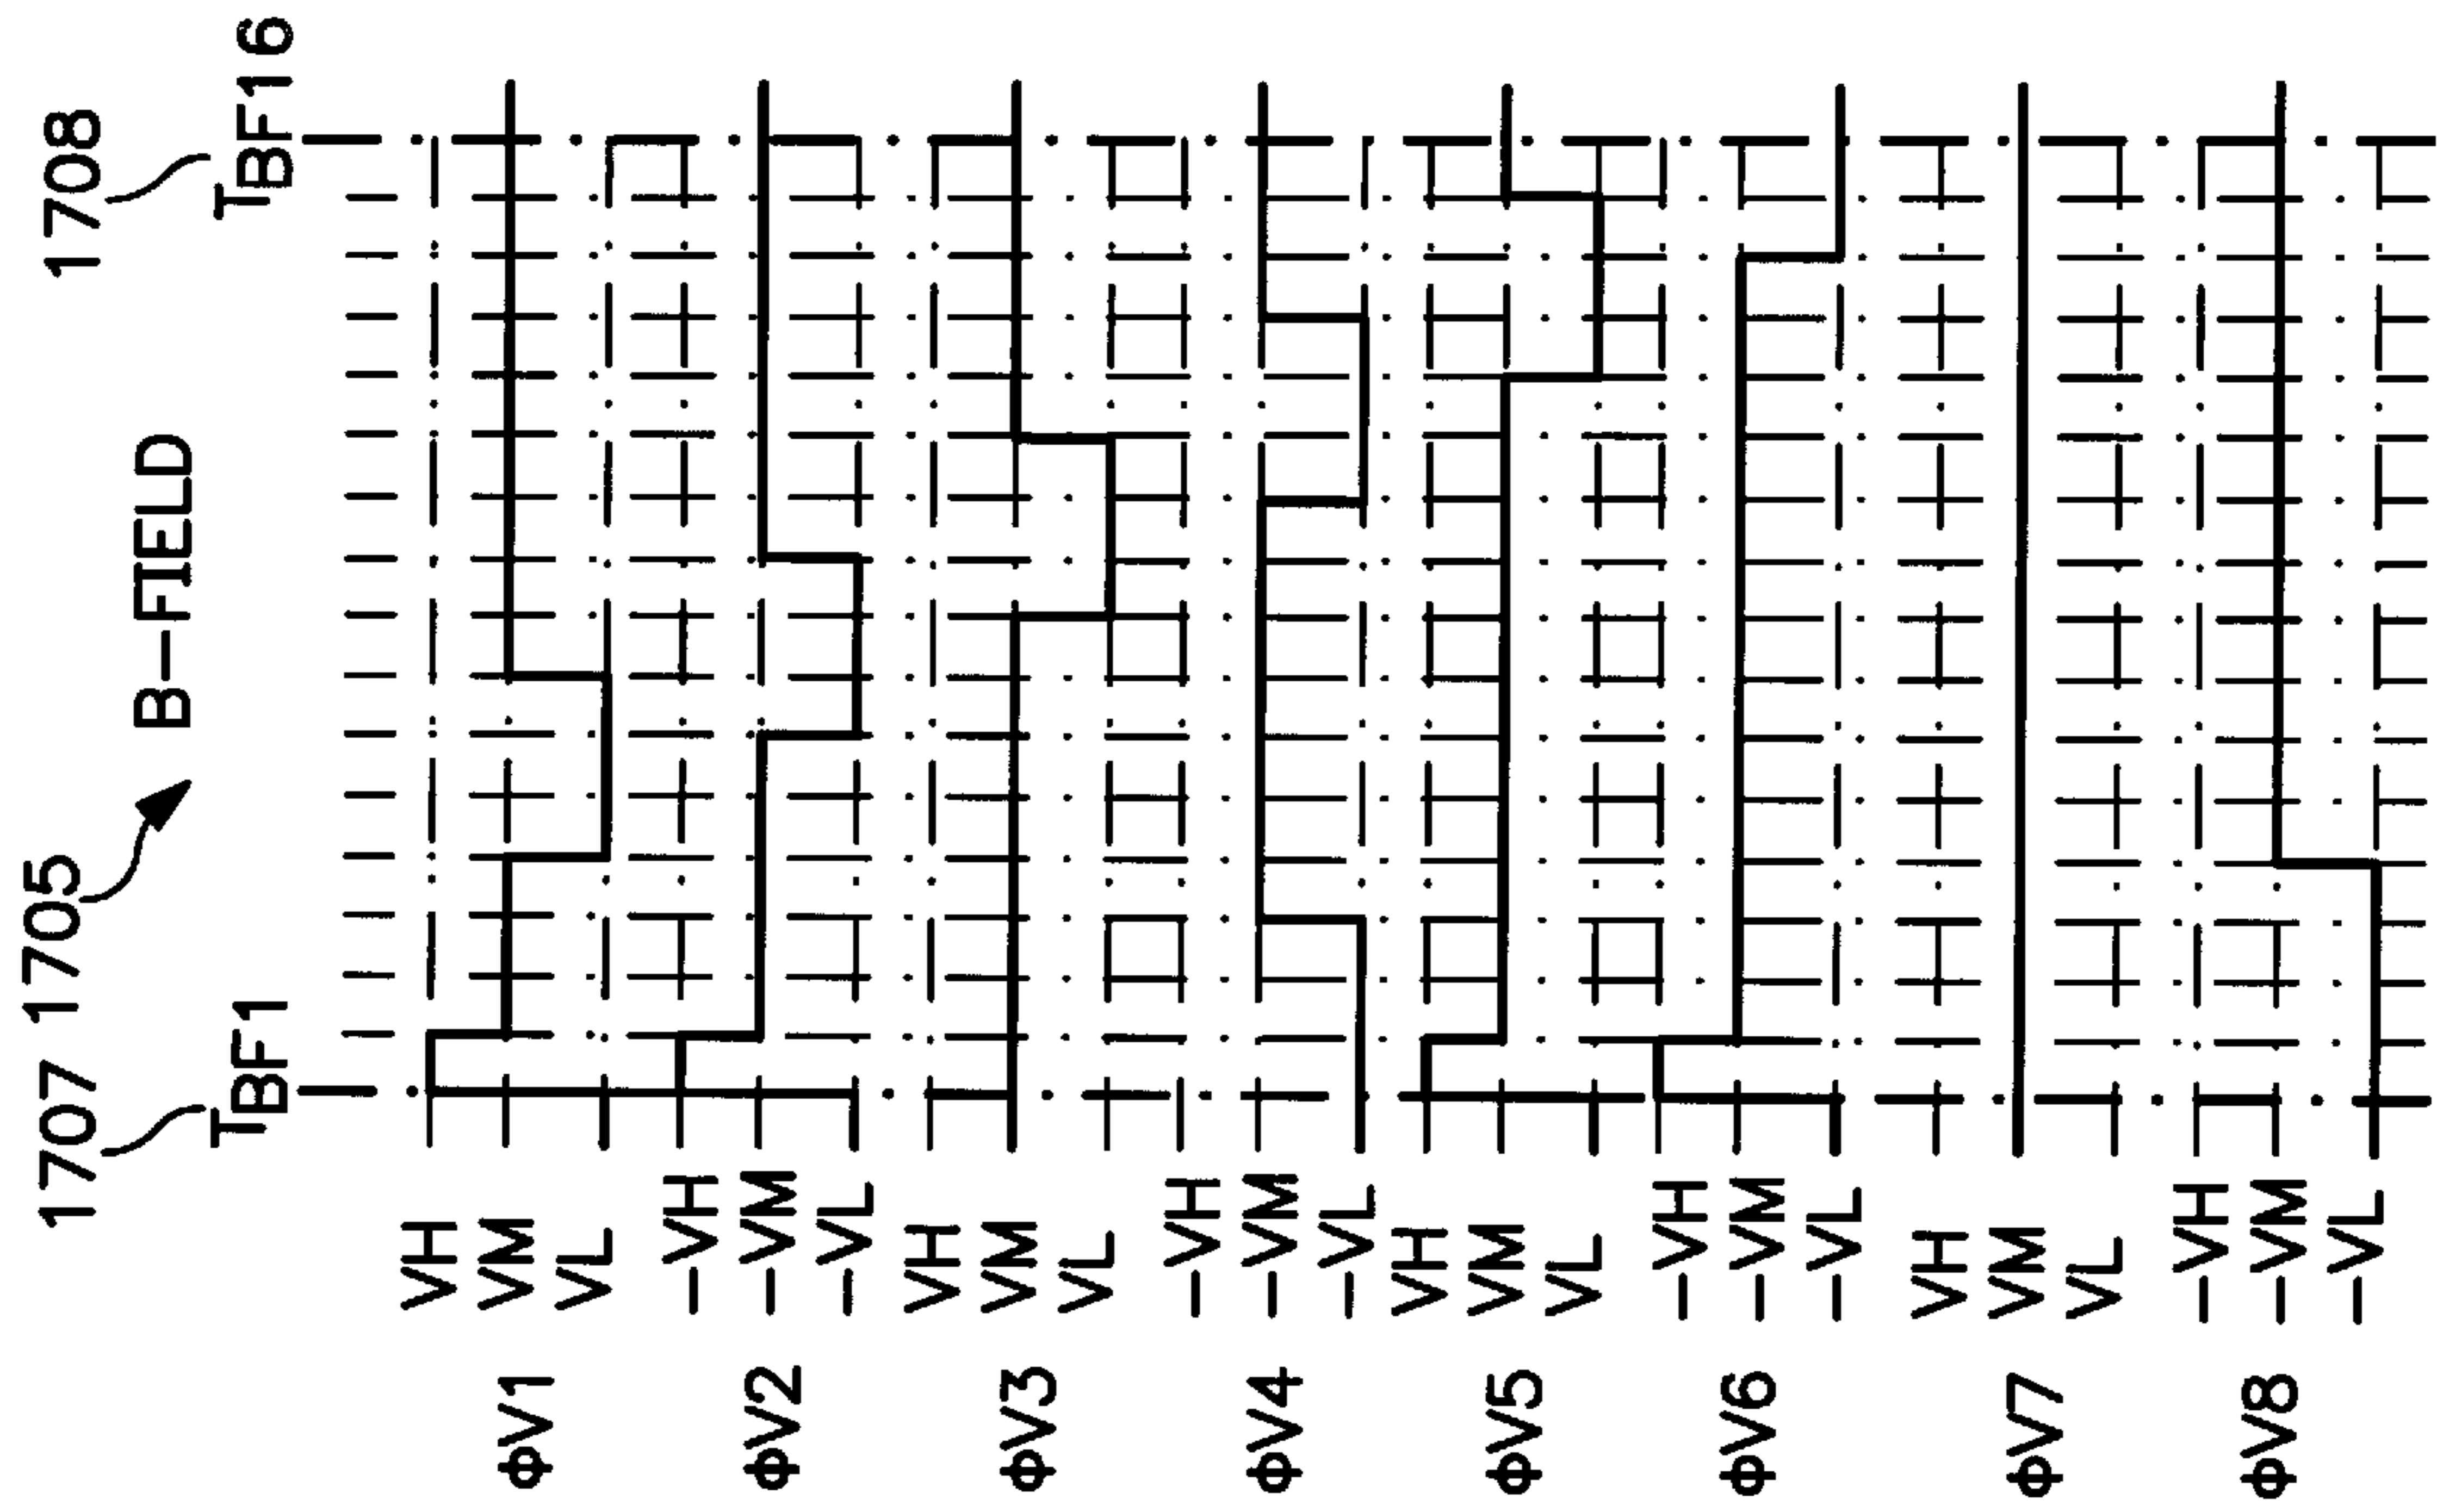 1705
B-FIELD
1707
1708
TBF1
TBF16
ΦV1
VH
VM
VL
ΦV2
-VH
-VM
-VL
ΦV3
VH
VM
VL
ΦV4
-VH
-VM
-VL
ΦV5
VH
VM
VL
ΦV6
-VH
-VM
-VL
ΦV7
VH
VM
VL
ΦV8
-VH
-VM
-VL